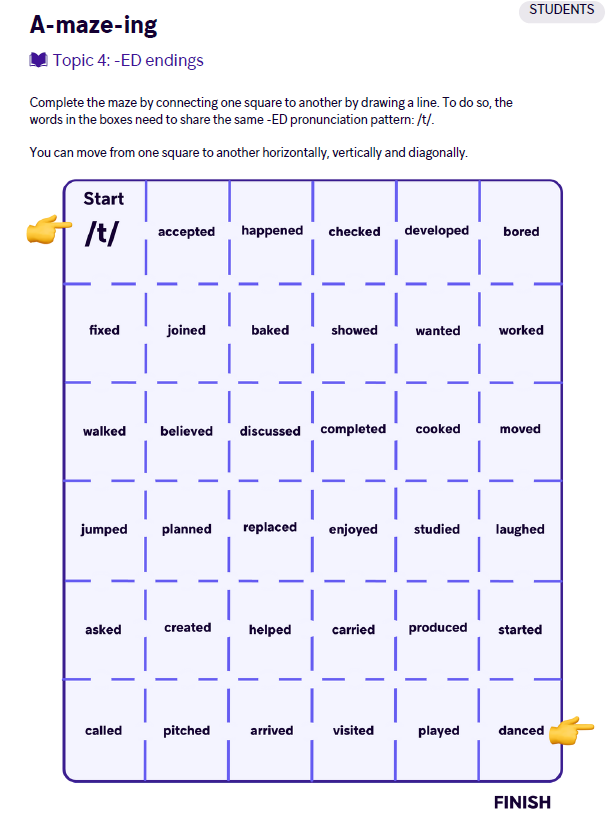 STUDENTS
A-maze-ing
Topic 4: -ED endings
Complete the maze by connecting one square to another by drawing a line. To do so, the
words in the boxes need to share the same -ED pronunciation pattern: /t/.
You can move from one square to another horizontally, vertically and diagonally.
Start
/t/ accepted happened checked developed bored
fixed joined baked showed wanted worked
walked believed discussed completed cooked moved
jumped planned replaced enjoyed studied laughed
asked created helped carried produced started
called pitched arrived visited played danced
FINISH